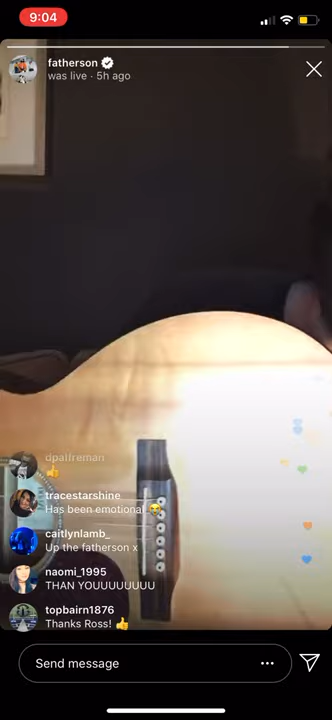 9:04
fatherson
was live · 5h ago
dpalfreman
👍
tracestarshine
Has been emotional 😂
caitlynlamb_
Up the fatherson x
naomi_1995
THAN YOUUUUUUUU
topbairn1876
Thanks Ross! 👍
Send message